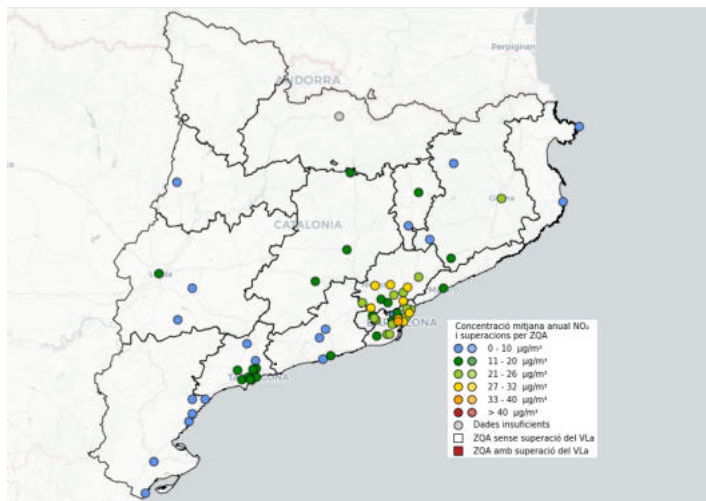 Perpignan
ANDORRA
CATALONIA
Girona
Lleida
BARCELONA
TARRAGONA
Concentració mitjana anual NO₂
i superacions per ZQA
0 - 10 µg/m³
11 - 20 µg/m³
21 - 26 µg/m³
27 - 32 µg/m³
33 - 40 µg/m³
> 40 µg/m³
Dades insuficients
ZQA sense superació del VLa
ZQA amb superació del VLa